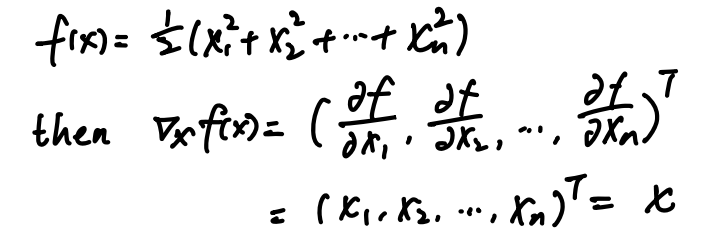 f(x) = ½(x₁² + x₂² + ⋯ + xₙ²)
then ∇ₓf(x) = (∂f/∂x₁, ∂f/∂x₂, ⋯, ∂f/∂xₙ)ᵀ
= (x₁, x₂, ⋯, xₙ)ᵀ = x